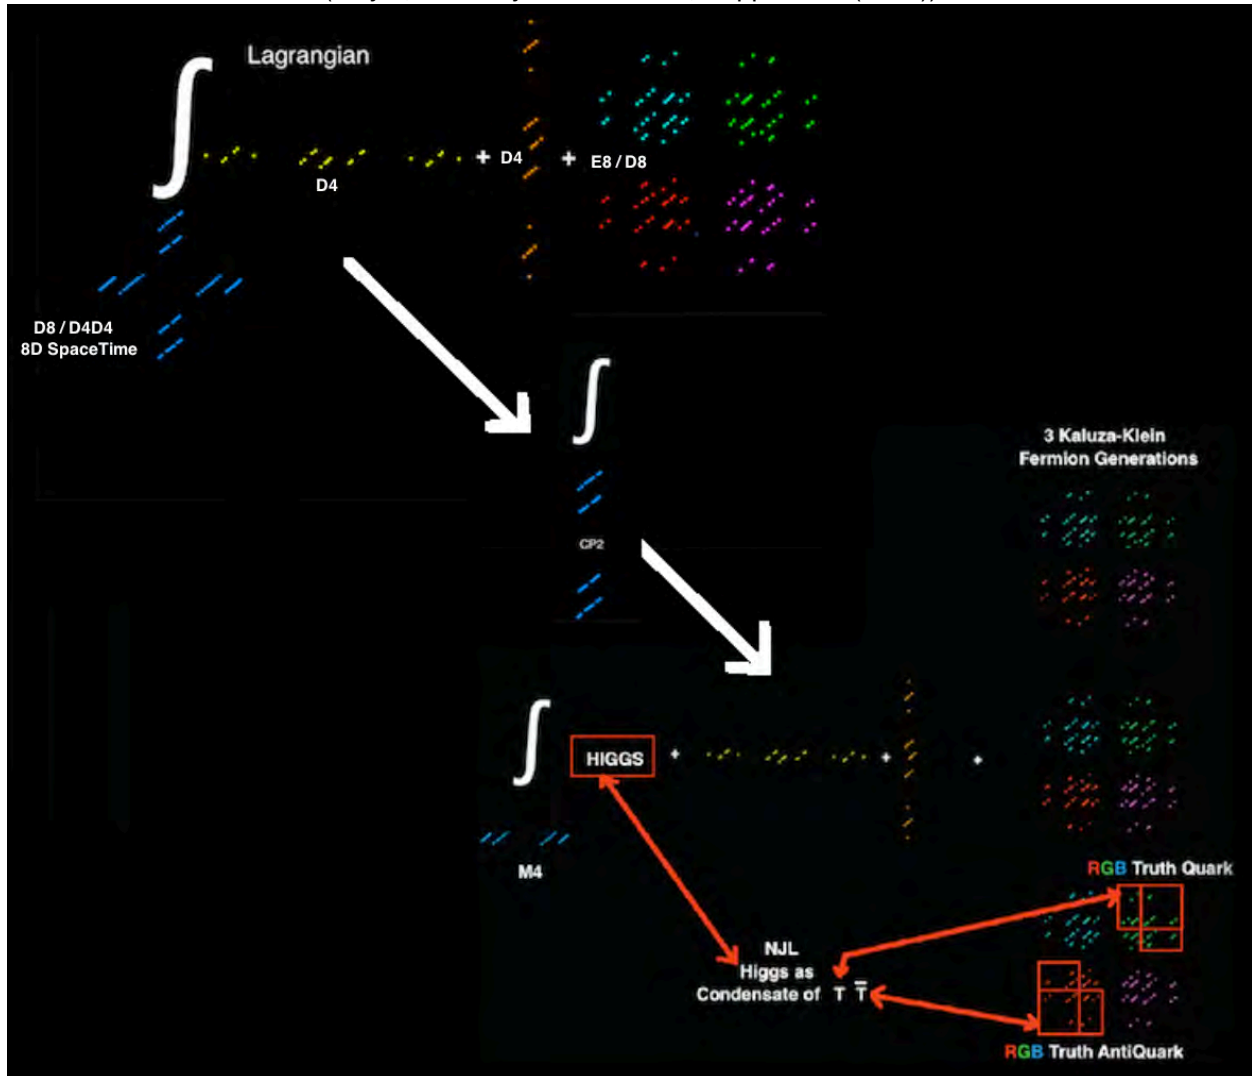 Lagrangian
+ D4
+ E8 / D8
D4
D8 / D4D4
8D SpaceTime
3 Kaluza-Klein
Fermion Generations
CP2
HIGGS + + +
M4
RGB Truth Quark
NJL
Higgs as
Condensate of T T̅
RGB Truth AntiQuark